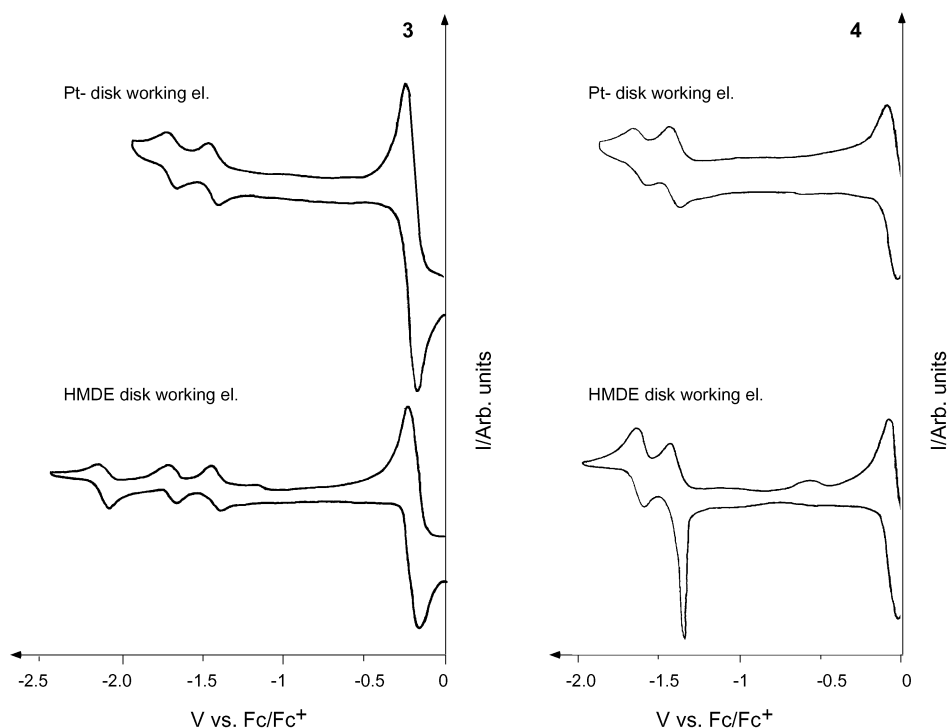 3
Pt- disk working el.
HMDE disk working el.
I/Arb. units
-2.5 -2.0 -1.5 -1 -0.5 0
V vs. Fc/Fc+
4
Pt- disk working el.
HMDE disk working el.
I/Arb. units
-2.0 -1.5 -1 -0.5 0
V vs. Fc/Fc+